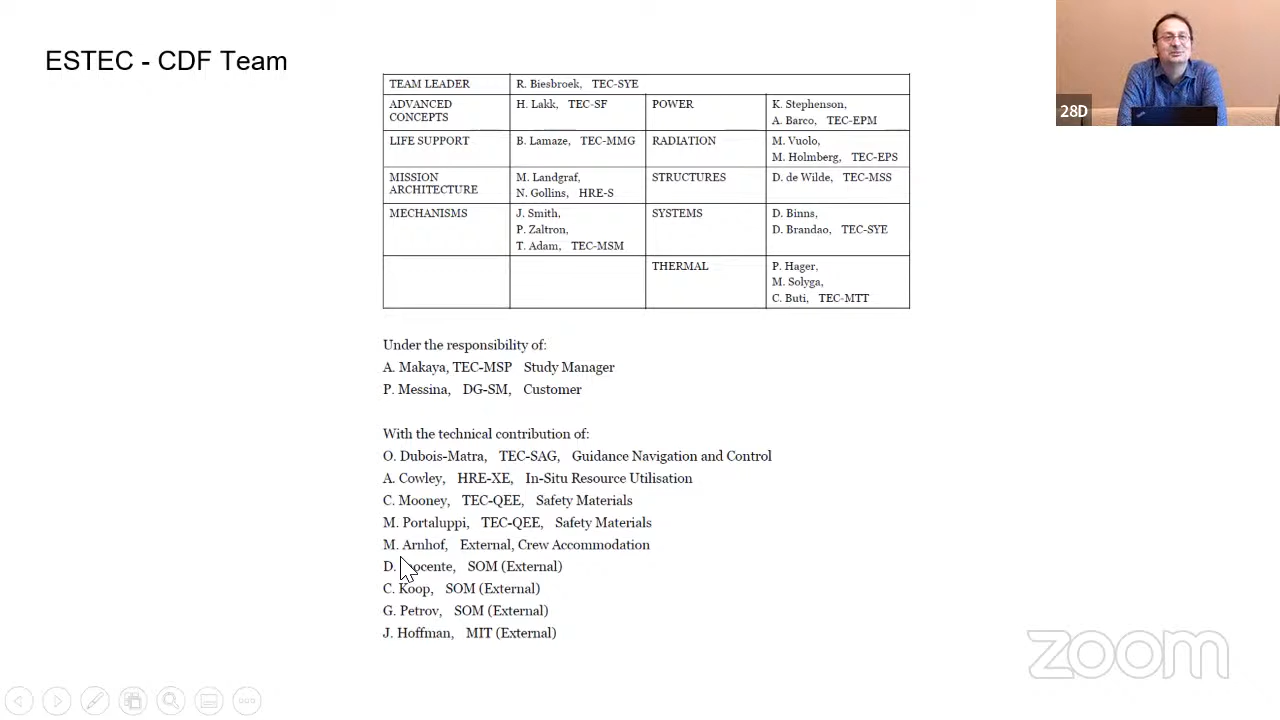 ESTEC - CDF Team
28D
TEAM LEADER R. Biesbroek, TEC-SYE
ADVANCED CONCEPTS H. Lakk, TEC-SF POWER K. Stephenson, A. Barco, TEC-EPM
LIFE SUPPORT B. Lamaze, TEC-MMG RADIATION M. Vuolo, M. Holmberg, TEC-EPS
MISSION ARCHITECTURE M. Landgraf, N. Gollins, HRE-S STRUCTURES D. de Wilde, TEC-MSS
MECHANISMS J. Smith, P. Zaltron, T. Adam, TEC-MSM SYSTEMS D. Binns, D. Brandao, TEC-SYE
THERMAL P. Hager, M. Solyga, C. Buti, TEC-MTT
Under the responsibility of:
A. Makaya, TEC-MSP Study Manager
P. Messina, DG-SM, Customer
With the technical contribution of:
O. Dubois-Matra, TEC-SAG, Guidance Navigation and Control
A. Cowley, HRE-XE, In-Situ Resource Utilisation
C. Mooney, TEC-QEE, Safety Materials
M. Portaluppi, TEC-QEE, Safety Materials
M. Arnhof, External, Crew Accommodation
D. SOM (External)
C. Koop, SOM (External)
G. Petrov, SOM (External)
J. Hoffman, MIT (External)
zoom